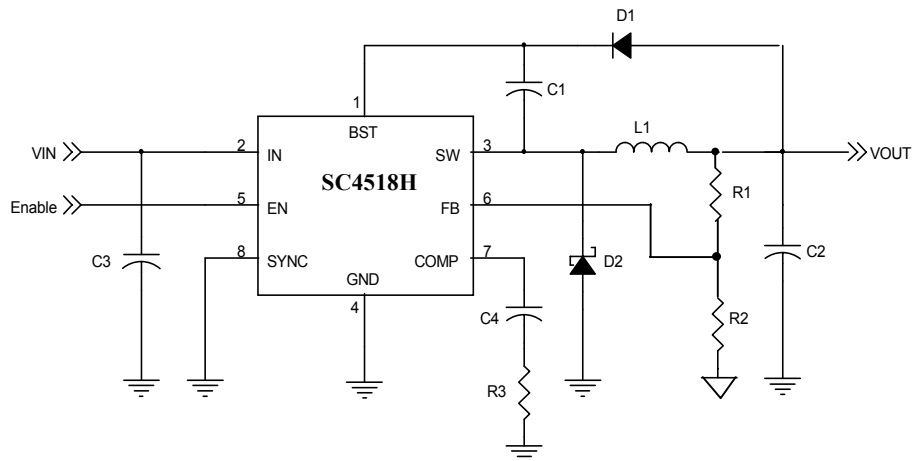 D1
C1
1
BST
VIN
2
IN
SW
3
L1
VOUT
SC4518H
R1
Enable
5
EN
FB
6
8
SYNC
COMP
7
C3
D2
C2
GND
4
C4
R2
R3